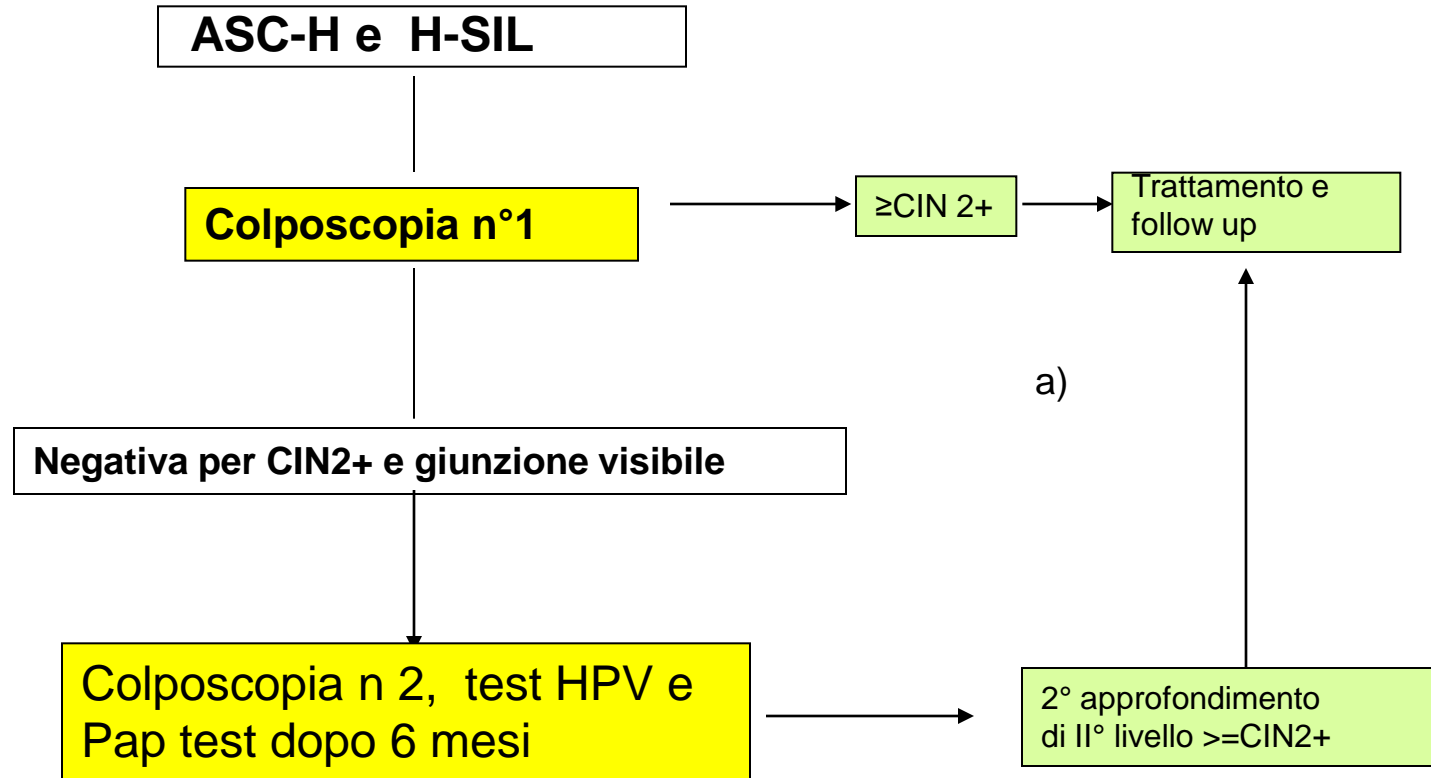 ASC-H e H-SIL
Colposcopia n°1
≥CIN 2+
Trattamento e
follow up
a)
Negativa per CIN2+ e giunzione visibile
Colposcopia n 2, test HPV e
Pap test dopo 6 mesi
2° approfondimento
di II° livello >=CIN2+